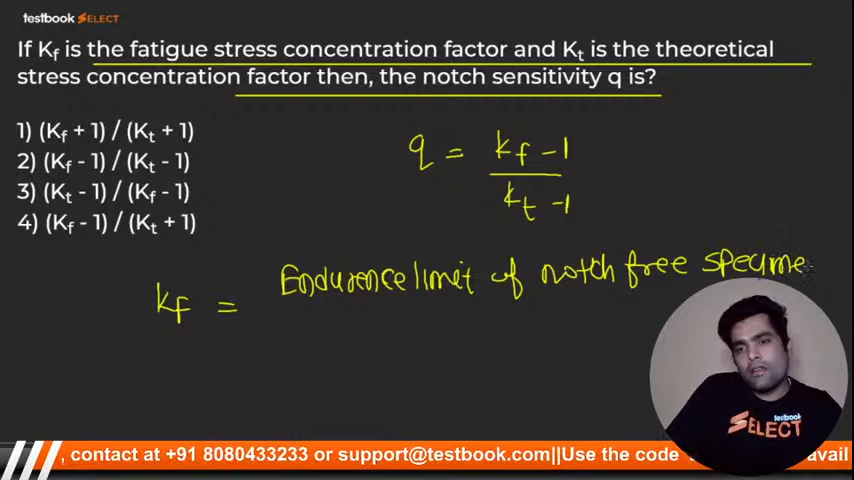 testbook SELECT
If Kf is the fatigue stress concentration factor and Kt is the theoretical
stress concentration factor then, the notch sensitivity q is?
1) (Kf + 1) / (Kt + 1)
2) (Kf - 1) / (Kt - 1)
3) (Kt - 1) / (Kf - 1)
4) (Kf - 1) / (Kt + 1)
q = kf -1
kt -1
kf = Endurence limit of notch free specime
testbook
SELECT
, contact at +91 8080433233 or support@testbook.com||Use the code
avail